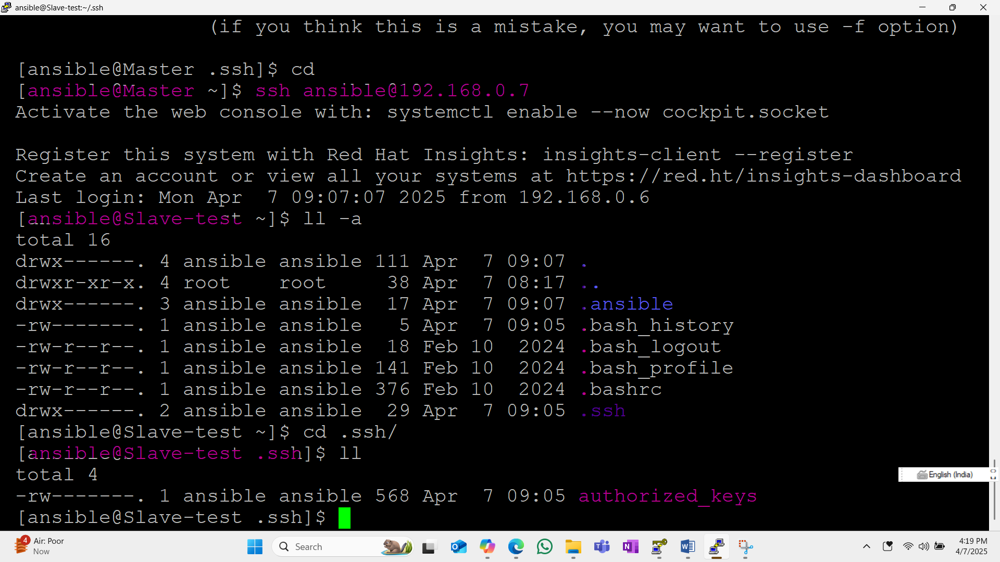 ansible@Slave-test:~/.ssh
(if you think this is a mistake, you may want to use -f option)
[ansible@Master .ssh]$ cd
[ansible@Master ~]$ ssh ansible@192.168.0.7
Activate the web console with: systemctl enable --now cockpit.socket
Register this system with Red Hat Insights: insights-client --register
Create an account or view all your systems at https://red.ht/insights-dashboard
Last login: Mon Apr  7 09:07:07 2025 from 192.168.0.6
[ansible@Slave-test ~]$ ll -a
total 16
drwx------. 4 ansible ansible 111 Apr  7 09:07 .
drwxr-xr-x. 4 root    root     38 Apr  7 08:17 ..
drwx------. 3 ansible ansible  17 Apr  7 09:07 .ansible
-rw-------. 1 ansible ansible   5 Apr  7 09:05 .bash_history
-rw-r--r--. 1 ansible ansible  18 Feb 10  2024 .bash_logout
-rw-r--r--. 1 ansible ansible 141 Feb 10  2024 .bash_profile
-rw-r--r--. 1 ansible ansible 376 Feb 10  2024 .bashrc
drwx------. 2 ansible ansible  29 Apr  7 09:05 .ssh
[ansible@Slave-test ~]$ cd .ssh/
[ansible@Slave-test .ssh]$ ll
total 4
English (India)
-rw-------. 1 ansible ansible 568 Apr  7 09:05 authorized_keys
[ansible@Slave-test .ssh]$
4
Air: Poor
Now
Search
4:19 PM
4/7/2025